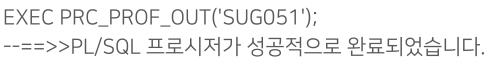 EXEC PRC_PROF_OUT('SUG051');
--==>>PL/SQL 프로시저가 성공적으로 완료되었습니다.